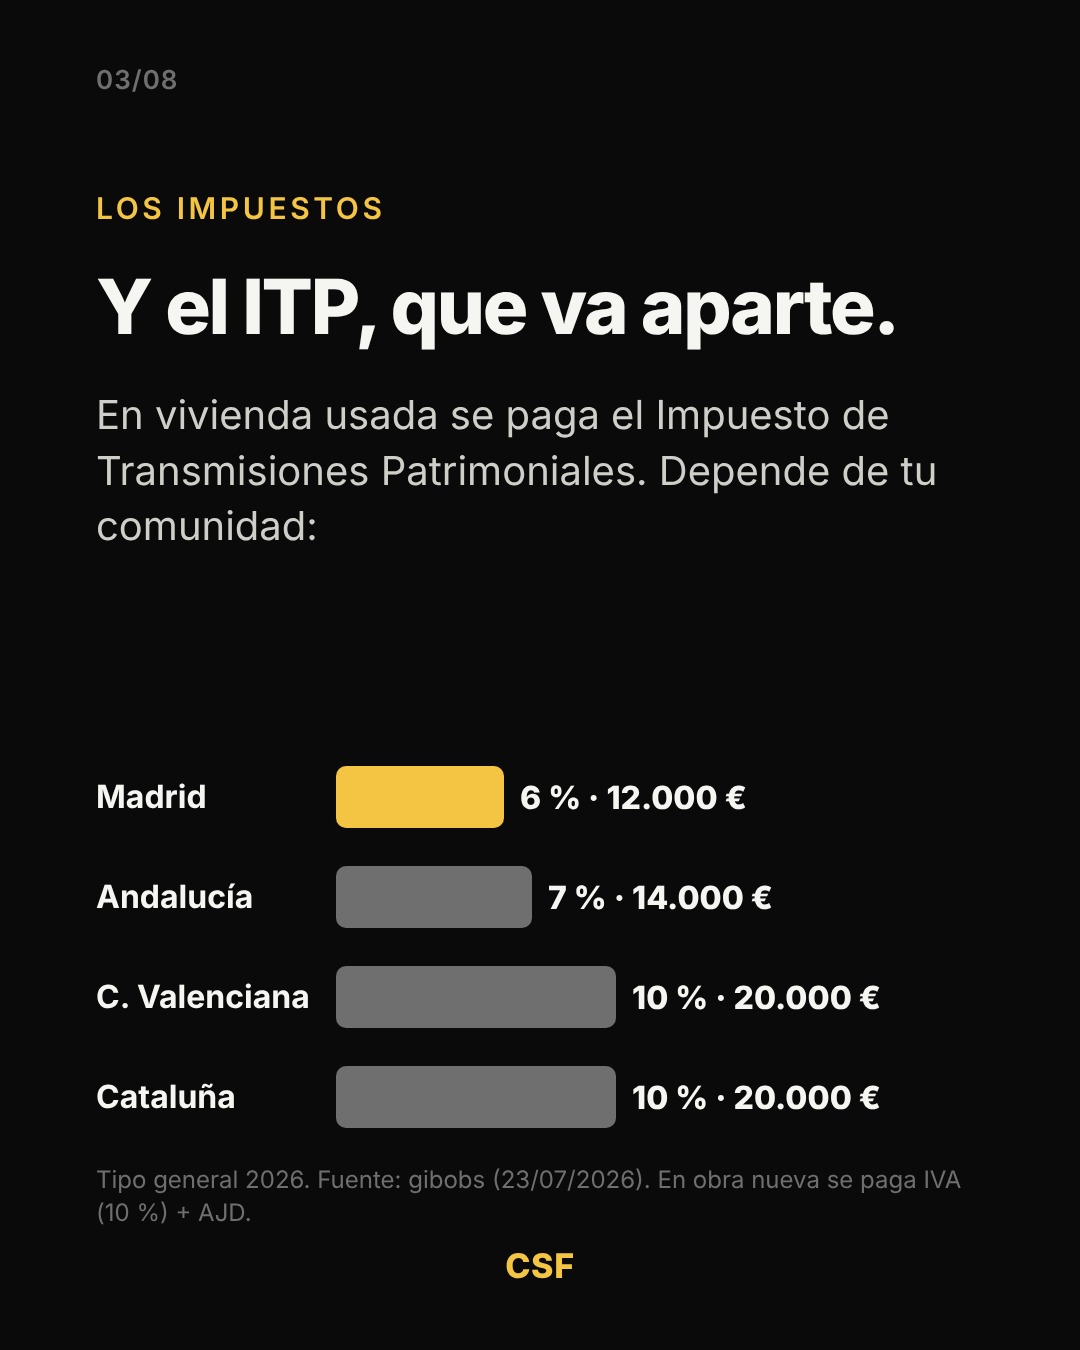 03/08
LOS IMPUESTOS
Y el ITP, que va aparte.
En vivienda usada se paga el Impuesto de
Transmisiones Patrimoniales. Depende de tu
comunidad:
Madrid 6 % · 12.000 €
Andalucía 7 % · 14.000 €
C. Valenciana 10 % · 20.000 €
Cataluña 10 % · 20.000 €
Tipo general 2026. Fuente: gibobs (23/07/2026). En obra nueva se paga IVA
(10 %) + AJD.
CSF